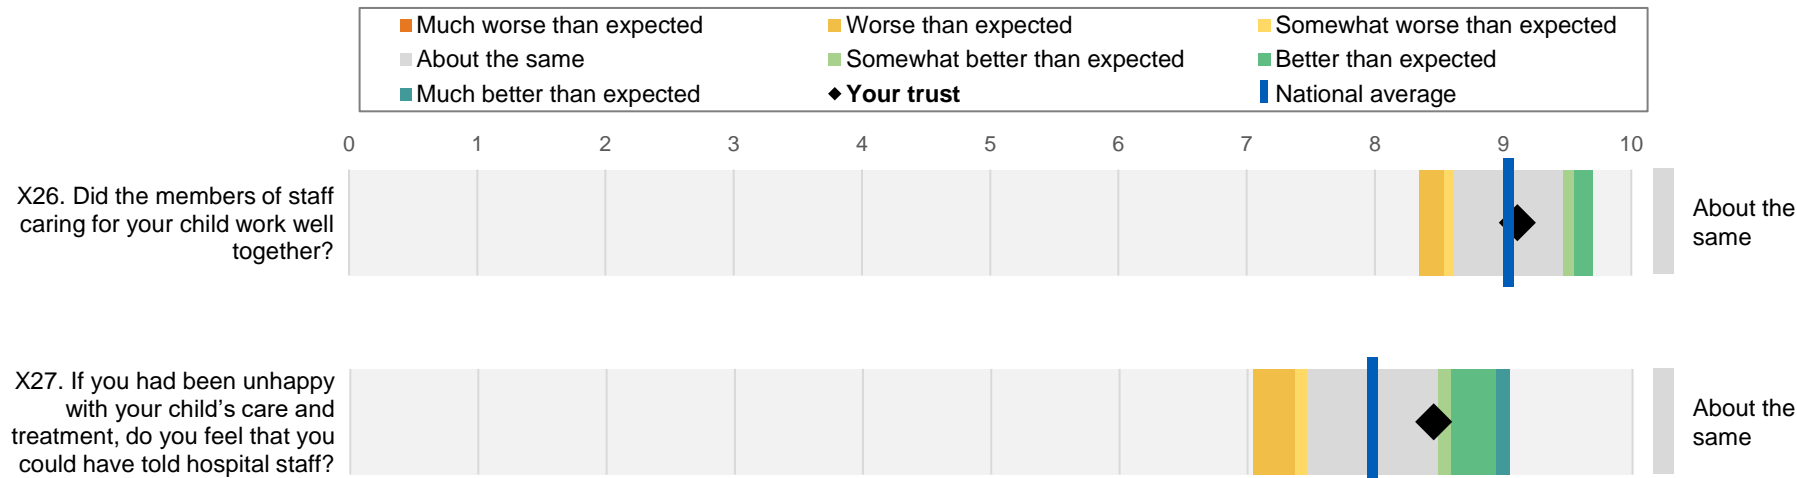 Much worse than expected
Worse than expected
Somewhat worse than expected
About the same
Somewhat better than expected
Better than expected
Much better than expected
Your trust
National average
0 1 2 3 4 5 6 7 8 9 10
X26. Did the members of staff
caring for your child work well
together?
About the
same
X27. If you had been unhappy
with your child’s care and
treatment, do you feel that you
could have told hospital staff?
About the
same